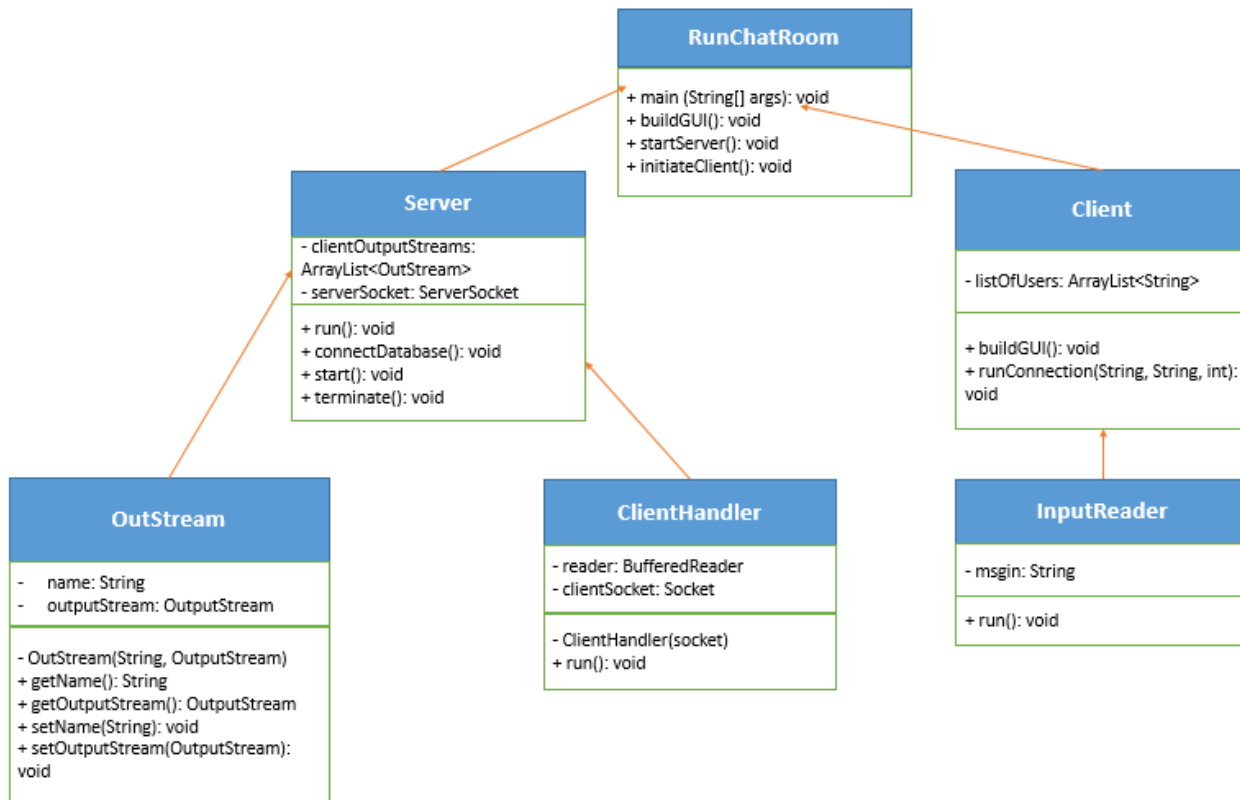 RunChatRoom
+ main (String[] args): void
+ buildGUI(): void
+ startServer(): void
+ initiateClient(): void
Server
- clientOutputStreams:
ArrayList<OutStream>
- serverSocket: ServerSocket
+ run(): void
+ connectDatabase(): void
+ start(): void
+ terminate(): void
Client
- listOfUsers: ArrayList<String>
+ buildGUI(): void
+ runConnection(String, String, int):
void
OutStream
- name: String
- outputStream: OutputStream
- OutStream(String, OutputStream)
+ getName(): String
+ getOutputStream(): OutputStream
+ setName(String): void
+ setOutputStream(OutputStream):
void
ClientHandler
- reader: BufferedReader
- clientSocket: Socket
- ClientHandler(socket)
+ run(): void
InputReader
- msgin: String
+ run(): void